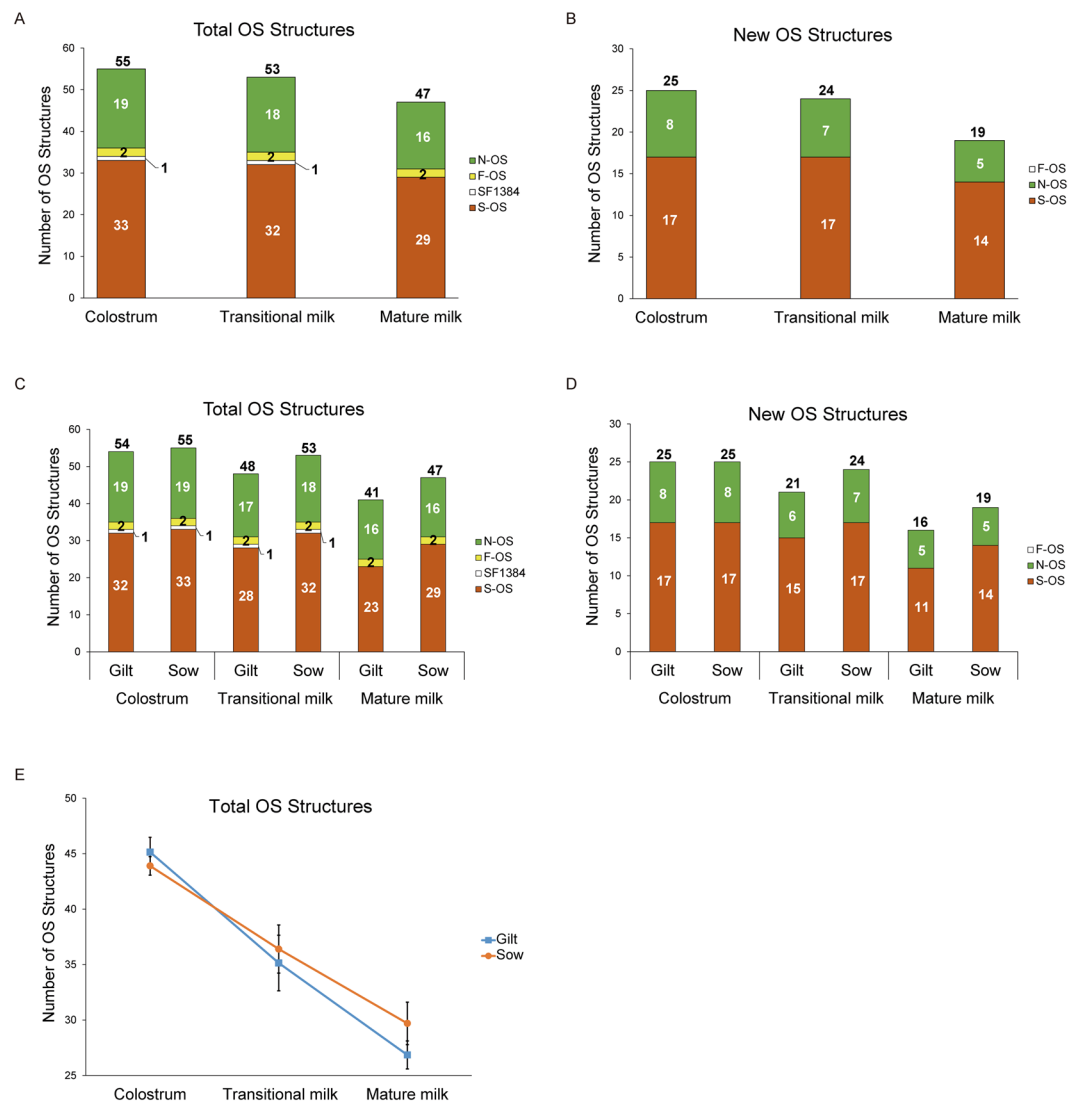 A
Total OS Structures
Number of OS Structures
60
50
40
30
20
10
0
55
19
2
1
33
53
18
2
1
32
47
16
2
29
Colostrum
Transitional milk
Mature milk
N-OS
F-OS
SF1384
S-OS
B
New OS Structures
Number of OS Structures
30
25
20
15
10
5
0
25
8
17
24
7
17
19
5
14
Colostrum
Transitional milk
Mature milk
F-OS
N-OS
S-OS
C
Total OS Structures
Number of OS Structures
60
50
40
30
20
10
0
54
19
2
1
32
55
19
2
1
33
48
17
2
1
28
53
18
2
1
32
41
16
2
23
47
16
2
29
Gilt Sow Gilt Sow Gilt Sow
Colostrum Transitional milk Mature milk
N-OS
F-OS
SF1384
S-OS
D
New OS Structures
Number of OS Structures
30
25
20
15
10
5
0
25
8
17
25
8
17
21
6
15
24
7
17
16
5
11
19
5
14
Gilt Sow Gilt Sow Gilt Sow
Colostrum Transitional milk Mature milk
F-OS
N-OS
S-OS
E
Total OS Structures
Number of OS Structures
50
45
40
35
30
25
Colostrum Transitional milk Mature milk
Gilt
Sow